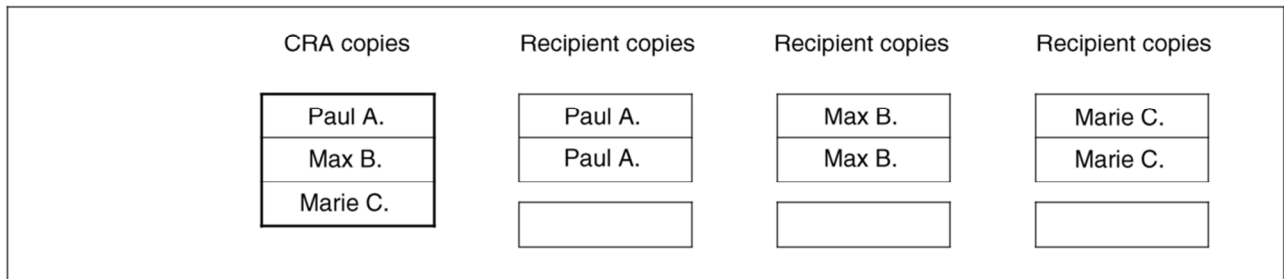 CRA copies Recipient copies Recipient copies Recipient copies
Paul A. Paul A. Max B. Marie C.
Max B. Paul A. Max B. Marie C.
Marie C.